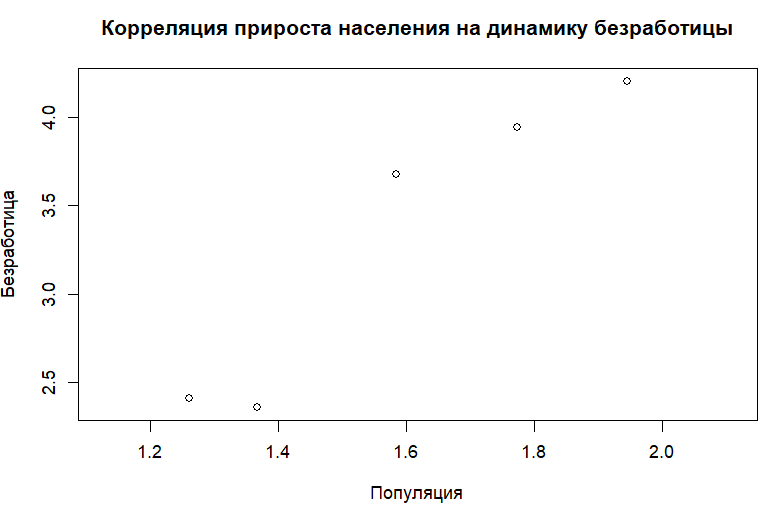 Корреляция прироста населения на динамику безработицы
Безработица
4.0
3.5
3.0
2.5
1.2 1.4 1.6 1.8 2.0
Популяция